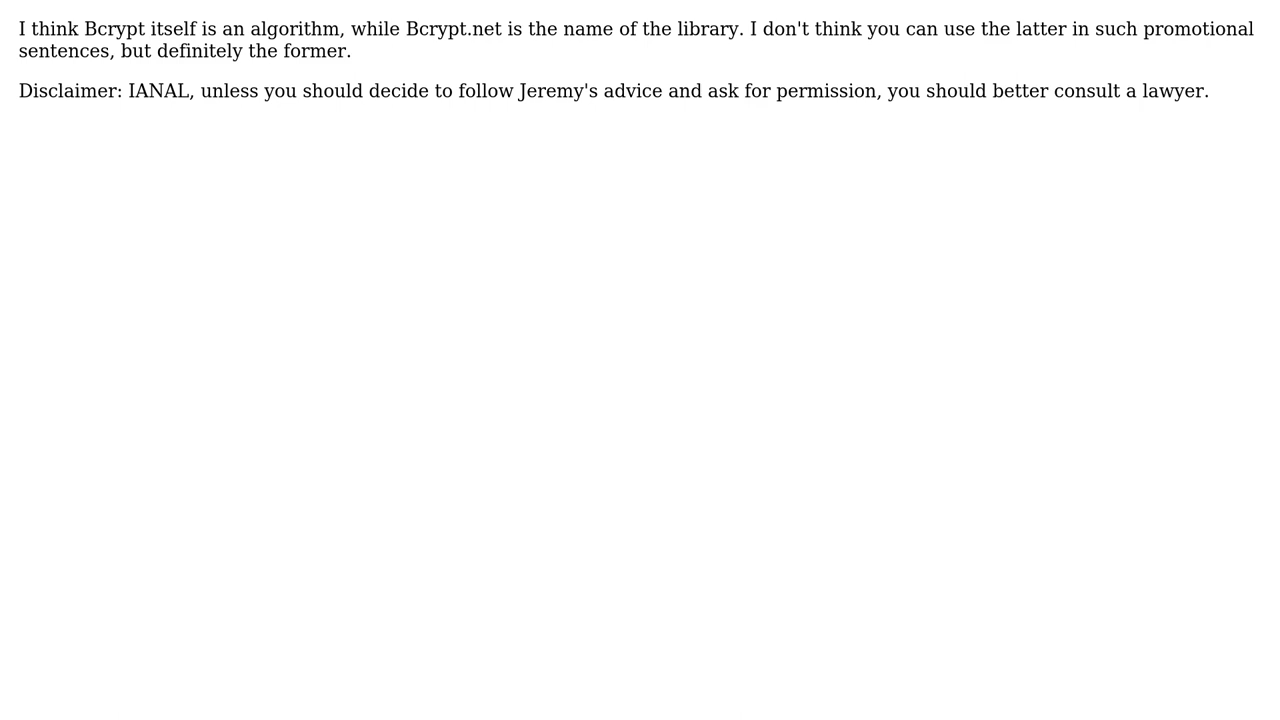 I think Bcrypt itself is an algorithm, while Bcrypt.net is the name of the library. I don't think you can use the latter in such promotional
sentences, but definitely the former.
Disclaimer: IANAL, unless you should decide to follow Jeremy's advice and ask for permission, you should better consult a lawyer.